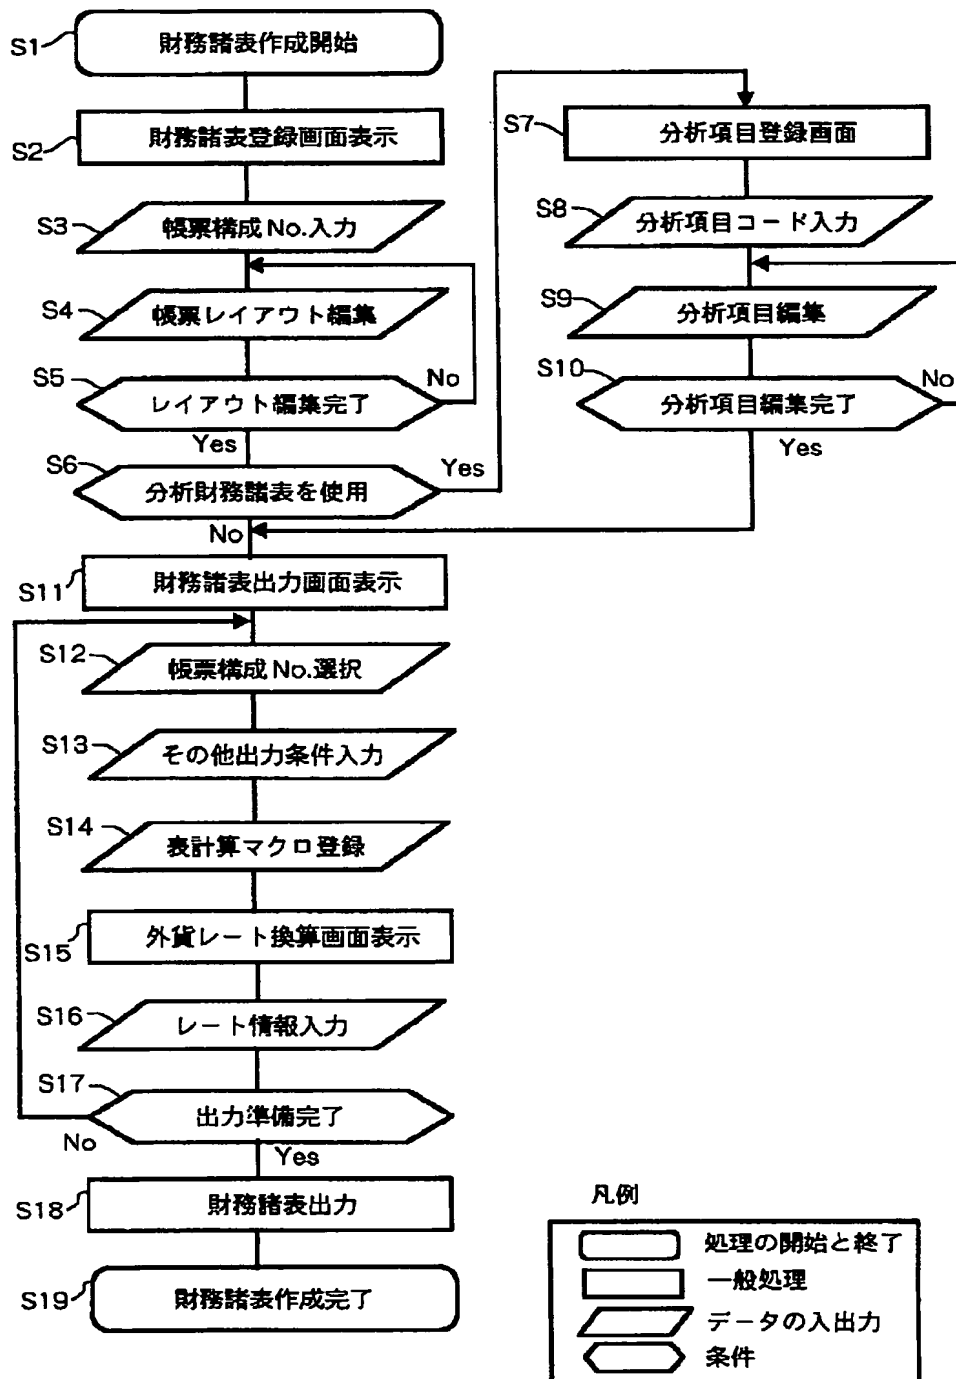 S1
財務諸表作成開始
S2
財務諸表登録画面表示
S3
帳票構成 No.入力
S4
帳票レイアウト編集
S5
レイアウト編集完了
No
Yes
S6
分析財務諸表を使用
Yes
No
S7
分析項目登録画面
S8
分析項目コード入力
S9
分析項目編集
S10
分析項目編集完了
No
Yes
S11
財務諸表出力画面表示
S12
帳票構成 No.選択
S13
その他出力条件入力
S14
表計算マクロ登録
S15
外貨レート換算画面表示
S16
レート情報入力
S17
出力準備完了
No
Yes
S18
財務諸表出力
S19
財務諸表作成完了
凡例
処理の開始と終了
一般処理
データの入出力
条件